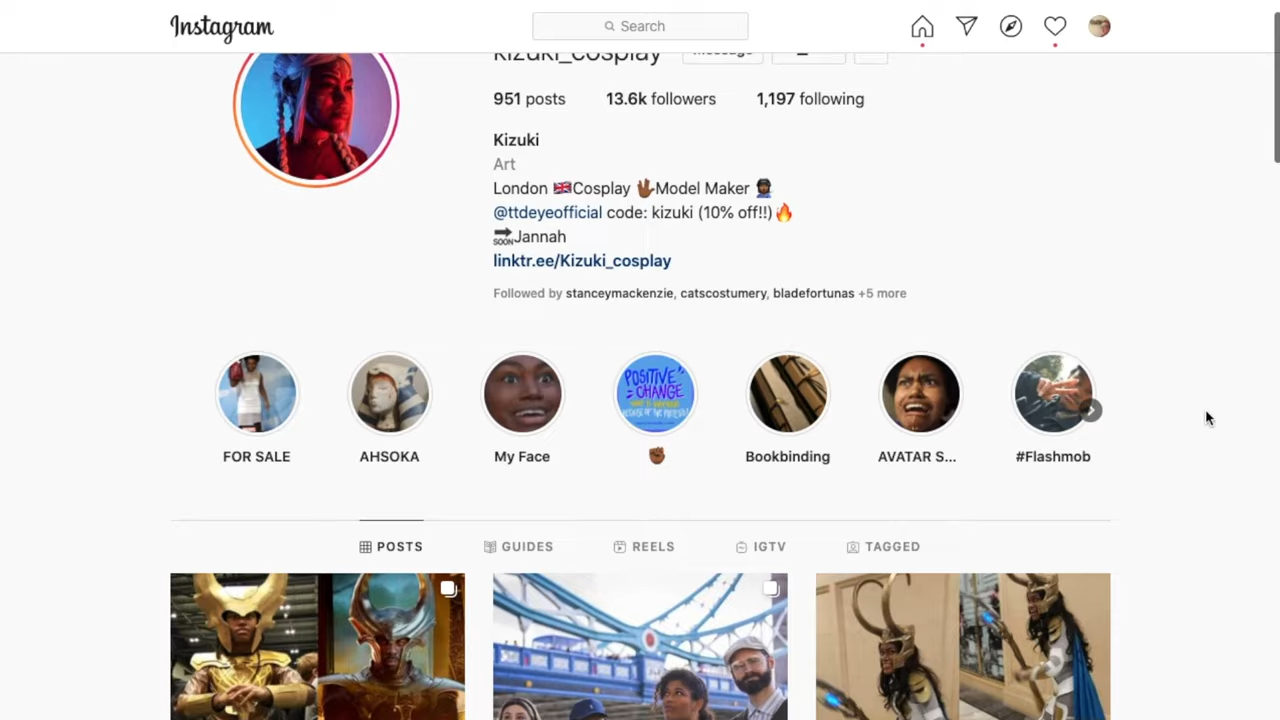 Instagram
Search
kizuki_cosplay
Message
951 posts 13.6k followers 1,197 following
Kizuki
Art
London 🇬🇧Cosplay 🖖🏾Model Maker 👩🏾‍✈️
@ttdeyeofficial code: kizuki (10% off!!)🔥
🔜Jannah
linktr.ee/Kizuki_cosplay
Followed by stanceymackenzie, catscostumery, bladefortunas +5 more
POSITIVE
CHANGE
FOR SALE AHSOKA My Face ✊🏾 Bookbinding AVATAR S... #Flashmob
POSTS GUIDES REELS IGTV TAGGED